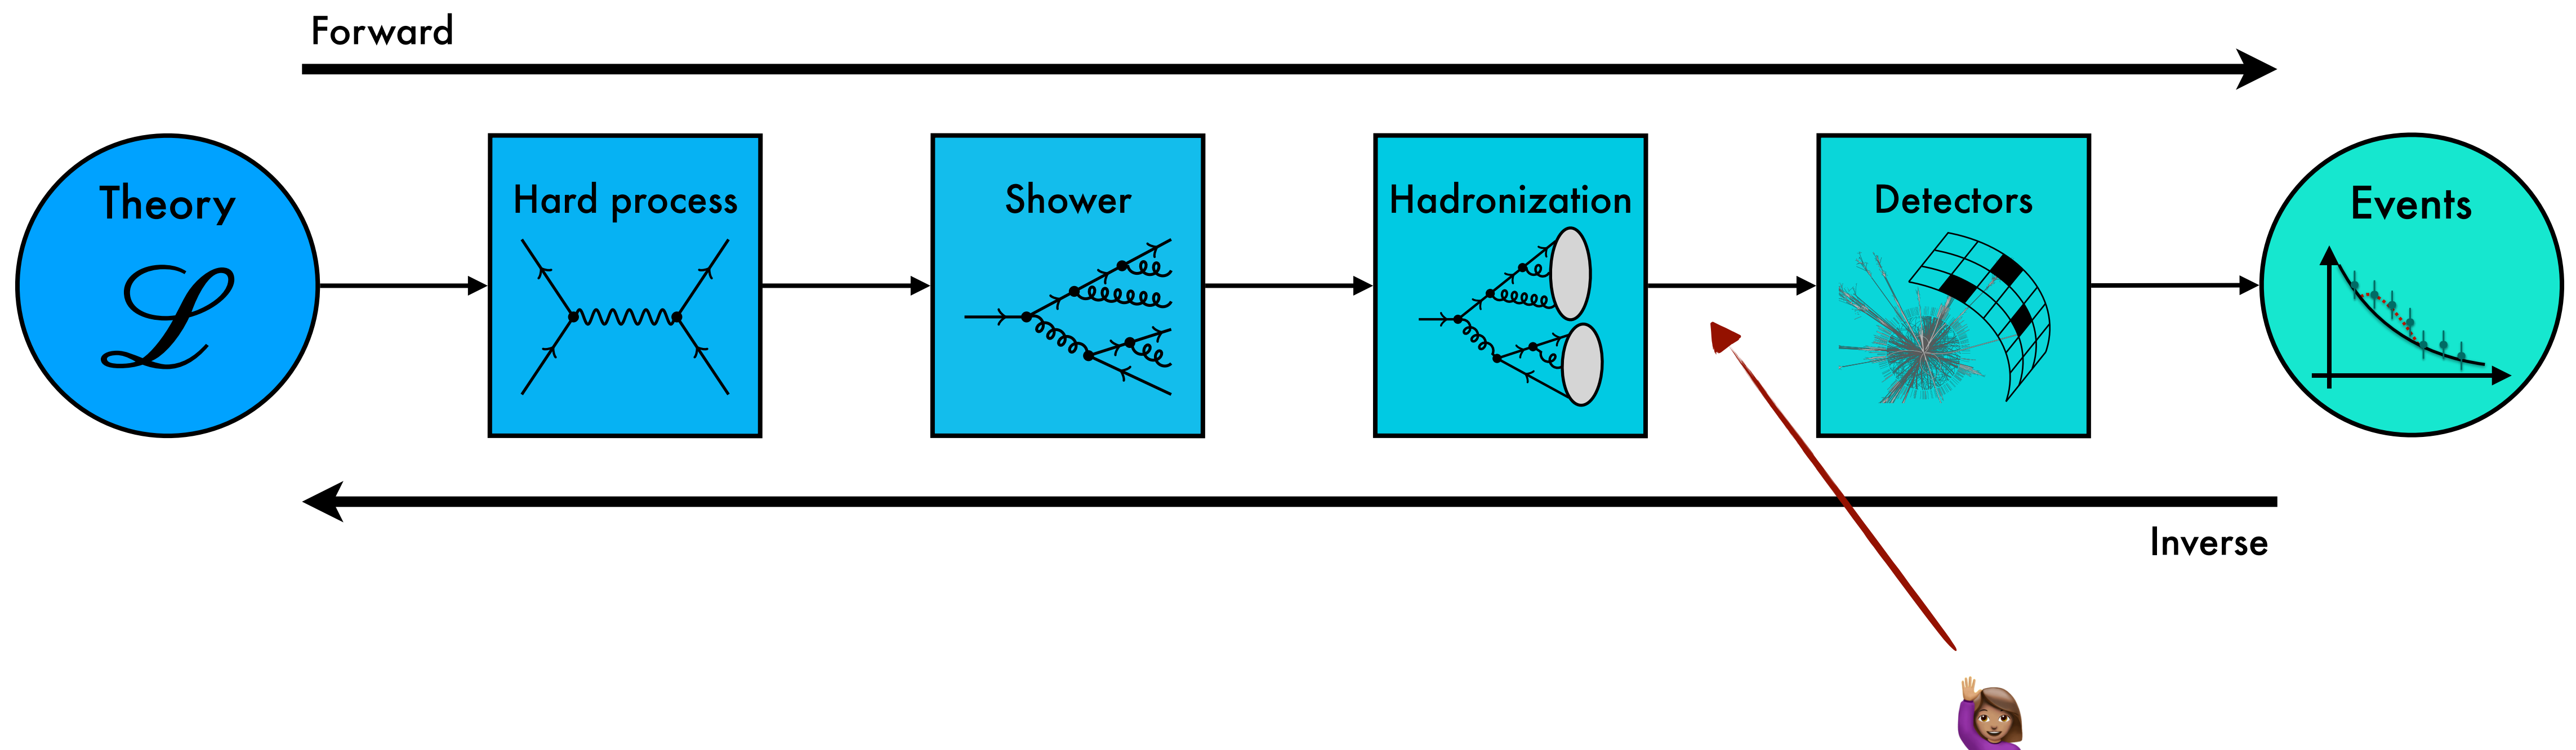 Forward
Theory
ℒ
Hard process
Shower
Hadronization
Detectors
Events
Inverse